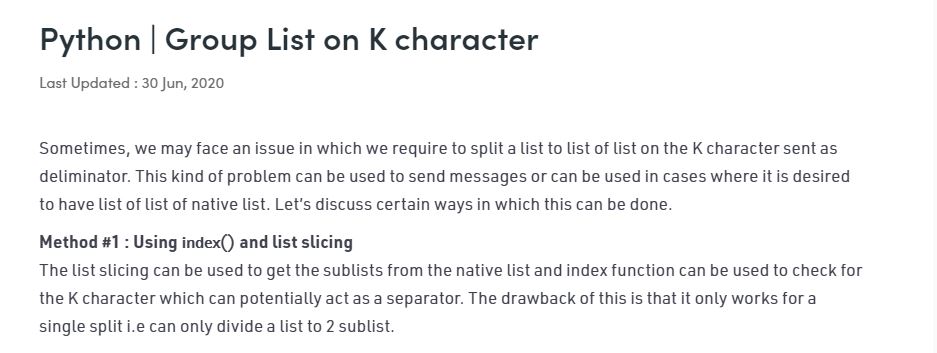 Python | Group List on K character
Last Updated : 30 Jun, 2020
Sometimes, we may face an issue in which we require to split a list to list of list on the K character sent as
deliminator. This kind of problem can be used to send messages or can be used in cases where it is desired
to have list of list of native list. Let's discuss certain ways in which this can be done.
Method #1 : Using index() and list slicing
The list slicing can be used to get the sublists from the native list and index function can be used to check for
the K character which can potentially act as a separator. The drawback of this is that it only works for a
single split i.e can only divide a list to 2 sublist.